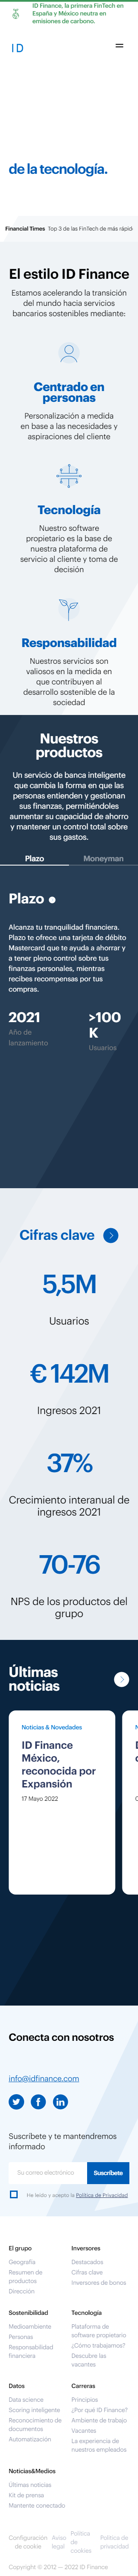 ID Finance, la primera FinTech en
España y México neutra en
emisiones de carbono.
ID
de la tecnología.
Financial Times Top 3 de las FinTech de más rápido
El estilo ID Finance
Estamos acelerando la transición
del mundo hacia servicios
bancarios sostenibles mediante:
Centrado en
personas
Personalización a medida
en base a las necesidades y
aspiraciones del cliente
Tecnología
Nuestro software
propietario es la base de
nuestra plataforma de
servicio al cliente y toma de
decisión
Responsabilidad
Nuestros servicios son
valiosos en la medida en
que contribuyen al
desarrollo sostenible de la
sociedad
Nuestros
productos
Un servicio de banca inteligente
que cambia la forma en que las
personas entienden y gestionan
sus finanzas, permitiéndoles
aumentar su capacidad de ahorro
y mantener un control total sobre
sus gastos.
Plazo Moneyman
Plazo
Alcanza tu tranquilidad financiera.
Plazo te ofrece una tarjeta de débito
Mastercard que te ayuda a ahorrar y
a tener pleno control sobre tus
finanzas personales, mientras
recibes recompensas por tus
compras.
2021 >100
K
Año de
lanzamiento
Usuarios
Cifras clave
5,5M
Usuarios
€ 142M
Ingresos 2021
37%
Crecimiento interanual de
ingresos 2021
70-76
NPS de los productos del
grupo
Últimas
noticias
Noticias & Novedades
ID Finance
México,
reconocida por
Expansión
17 Mayo 2022
Conecta con nosotros
info@idfinance.com
Suscríbete y te mantendremos
informado
Su correo electrónico Suscríbete
He leído y acepto la Política de Privacidad
El grupo
Geografía
Resumen de
productos
Dirección
Inversores
Destacados
Cifras clave
Inversores de bonos
Sostenibilidad
Medioambiente
Personas
Responsabilidad
financiera
Tecnología
Plataforma de
software propietario
¿Cómo trabajamos?
Descubre las
vacantes
Datos
Data science
Scoring inteligente
Reconocimiento de
documentos
Automatización
Carreras
Principios
¿Por qué ID Finance?
Ambiente de trabajo
Vacantes
La experiencia de
nuestros empleados
Noticias&Medios
Últimas noticias
Kit de prensa
Mantente conectado
Configuración
de cookie
Aviso
legal
Política
de
cookies
Política de
privacidad
Copyright © 2012 — 2022 ID Finance